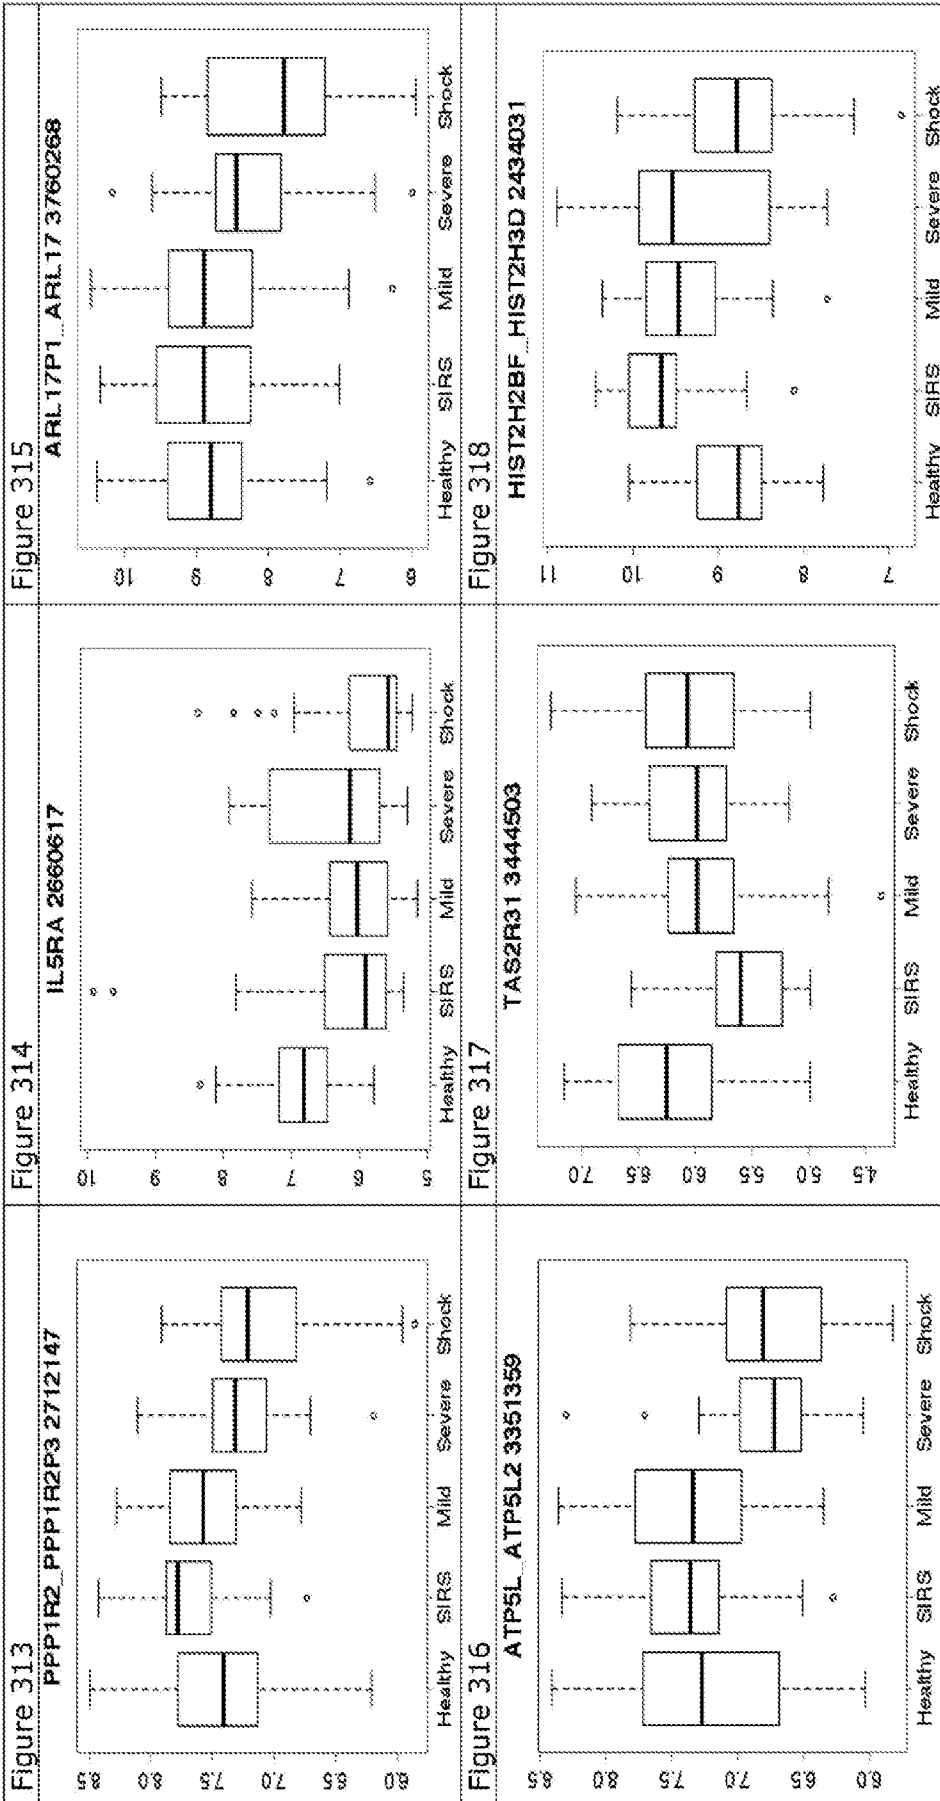 Figure 313
PPP1R2_PPP1R2P3 2712147
8.5
8.0
7.5
7.0
6.5
6.0
Healthy SIRS Mild Severe Shock
Figure 314
IL5RA 2660617
10
9
8
7
6
5
Healthy SIRS Mild Severe Shock
Figure 315
ARL17P1_ARL17 3760268
10
9
8
7
6
Healthy SIRS Mild Severe Shock
Figure 316
ATP5L_ATP5L2 3351359
8.5
8.0
7.5
7.0
6.5
6.0
Healthy SIRS Mild Severe Shock
Figure 317
TAS2R31 3444503
7.0
6.5
6.0
5.5
5.0
4.5
Healthy SIRS Mild Severe Shock
Figure 318
HIST2H2BF_HIST2H3D 2434031
11
10
9
8
7
Healthy SIRS Mild Severe Shock